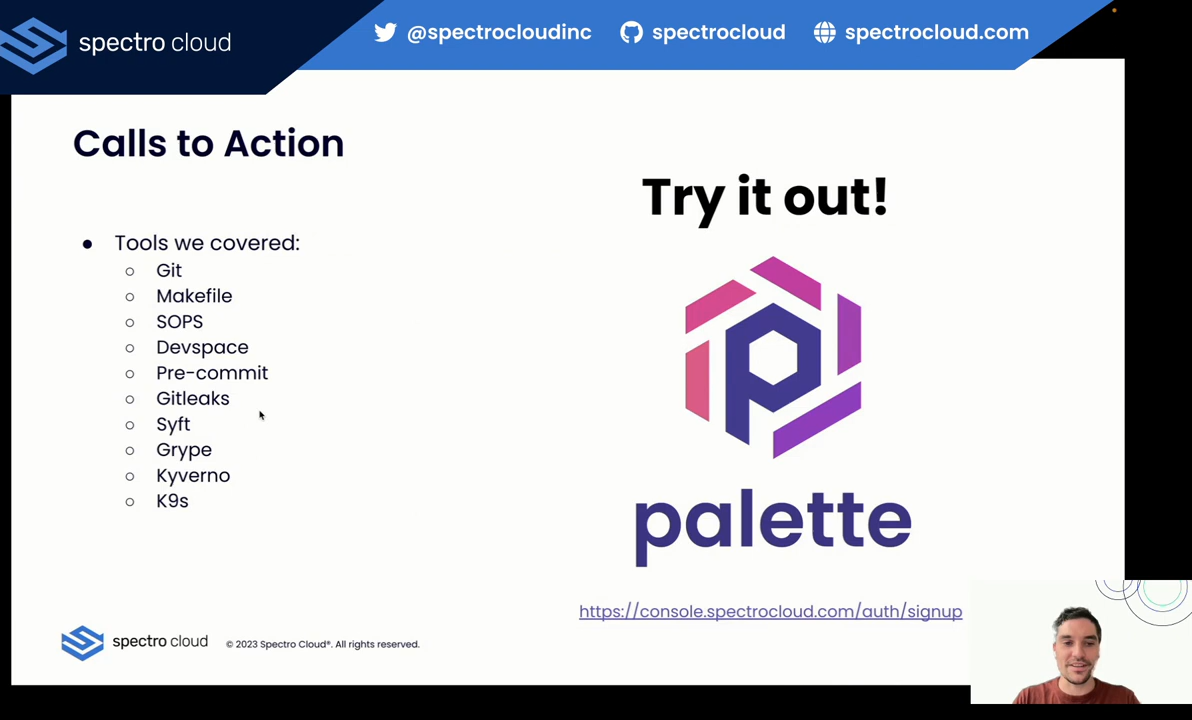 spectro cloud
@spectrocloudinc
spectrocloud
spectrocloud.com
Calls to Action
● Tools we covered:
○ Git
○ Makefile
○ SOPS
○ Devspace
○ Pre-commit
○ Gitleaks
○ Syft
○ Grype
○ Kyverno
○ K9s
Try it out!
palette
https://console.spectrocloud.com/auth/signup
spectro cloud
© 2023 Spectro Cloud®. All rights reserved.